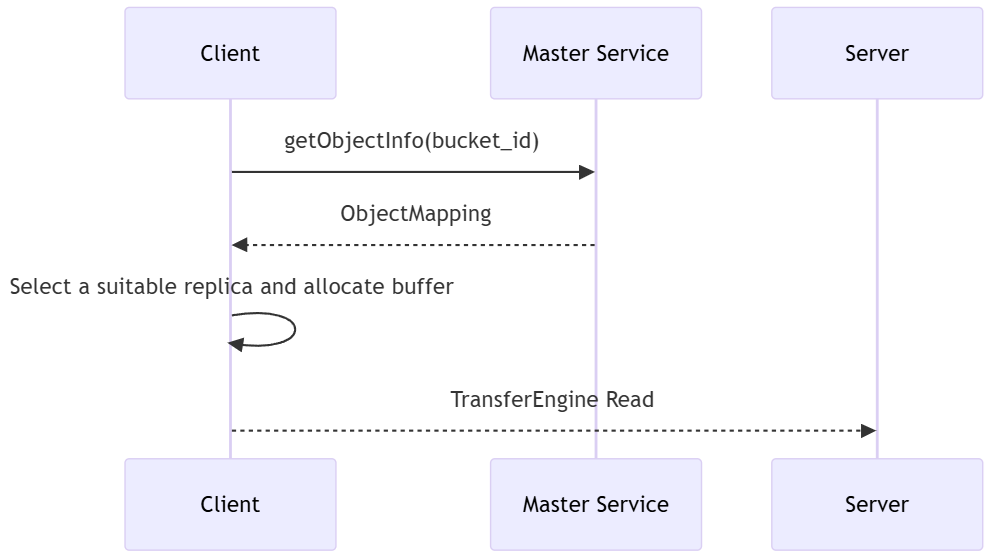 Client
Master Service
Server
getObjectInfo(bucket_id)
ObjectMapping
Select a suitable replica and allocate buffer
TransferEngine Read
Client
Master Service
Server